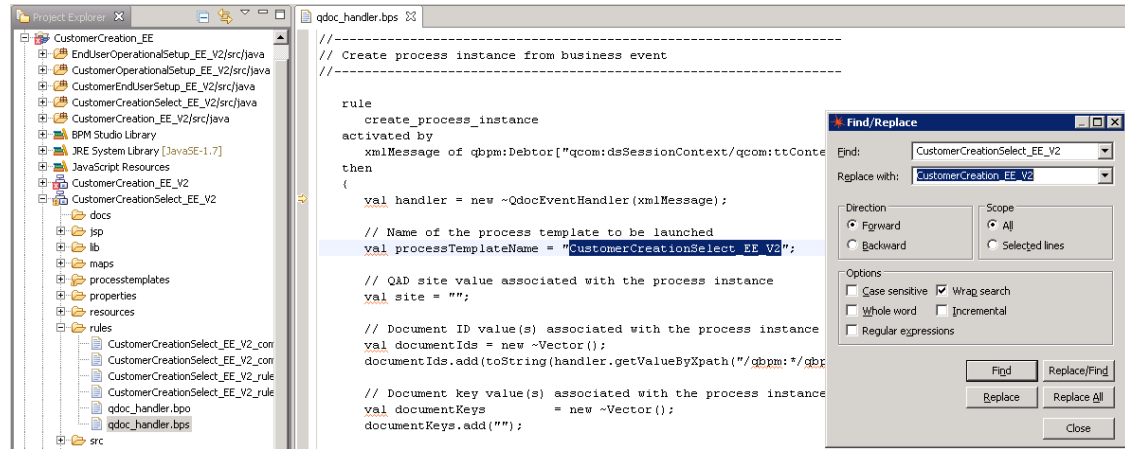 Project Explorer
CustomerCreation_EE
EndUserOperationalSetup_EE_V2/src/java
CustomerOperationalSetup_EE_V2/src/java
CustomerEndUserSetup_EE_V2/src/java
CustomerCreationSelect_EE_V2/src/java
CustomerCreation_EE_V2/src/java
BPM Studio Library
JRE System Library [JavaSE-1.7]
JavaScript Resources
CustomerCreation_EE_V2
CustomerCreationSelect_EE_V2
docs
jsp
lib
maps
processtemplates
properties
resources
rules
CustomerCreationSelect_EE_V2_con
CustomerCreationSelect_EE_V2_con
CustomerCreationSelect_EE_V2_rule
CustomerCreationSelect_EE_V2_rule
qdoc_handler.bpo
qdoc_handler.bps
src
qdoc_handler.bps
//---------------------------------------------------------------
// Create process instance from business event
//---------------------------------------------------------------
rule
create_process_instance
activated by
xmlMessage of qbpm:Debtor["qcom:dsSessionContext/qcom:ttConte
then
{
val handler = new ~QdocEventHandler(xmlMessage);
// Name of the process template to be launched
val processTemplateName = "CustomerCreationSelect_EE_V2";
// QAD site value associated with the process instance
val site = "";
// Document ID value(s) associated with the process instance
val documentIds = new ~Vector();
documentIds.add(toString(handler.getValueByXpath("/qbpm:*/qbp
// Document key value(s) associated with the process instance
val documentKeys = new ~Vector();
documentKeys.add("");
Find/Replace
Find: CustomerCreationSelect_EE_V2
Replace with: CustomerCreation_EE_V2
Direction
Forward
Backward
Scope
All
Selected lines
Options
Case sensitive
Wrap search
Whole word
Incremental
Regular expressions
Find
Replace/Find
Replace
Replace All
Close